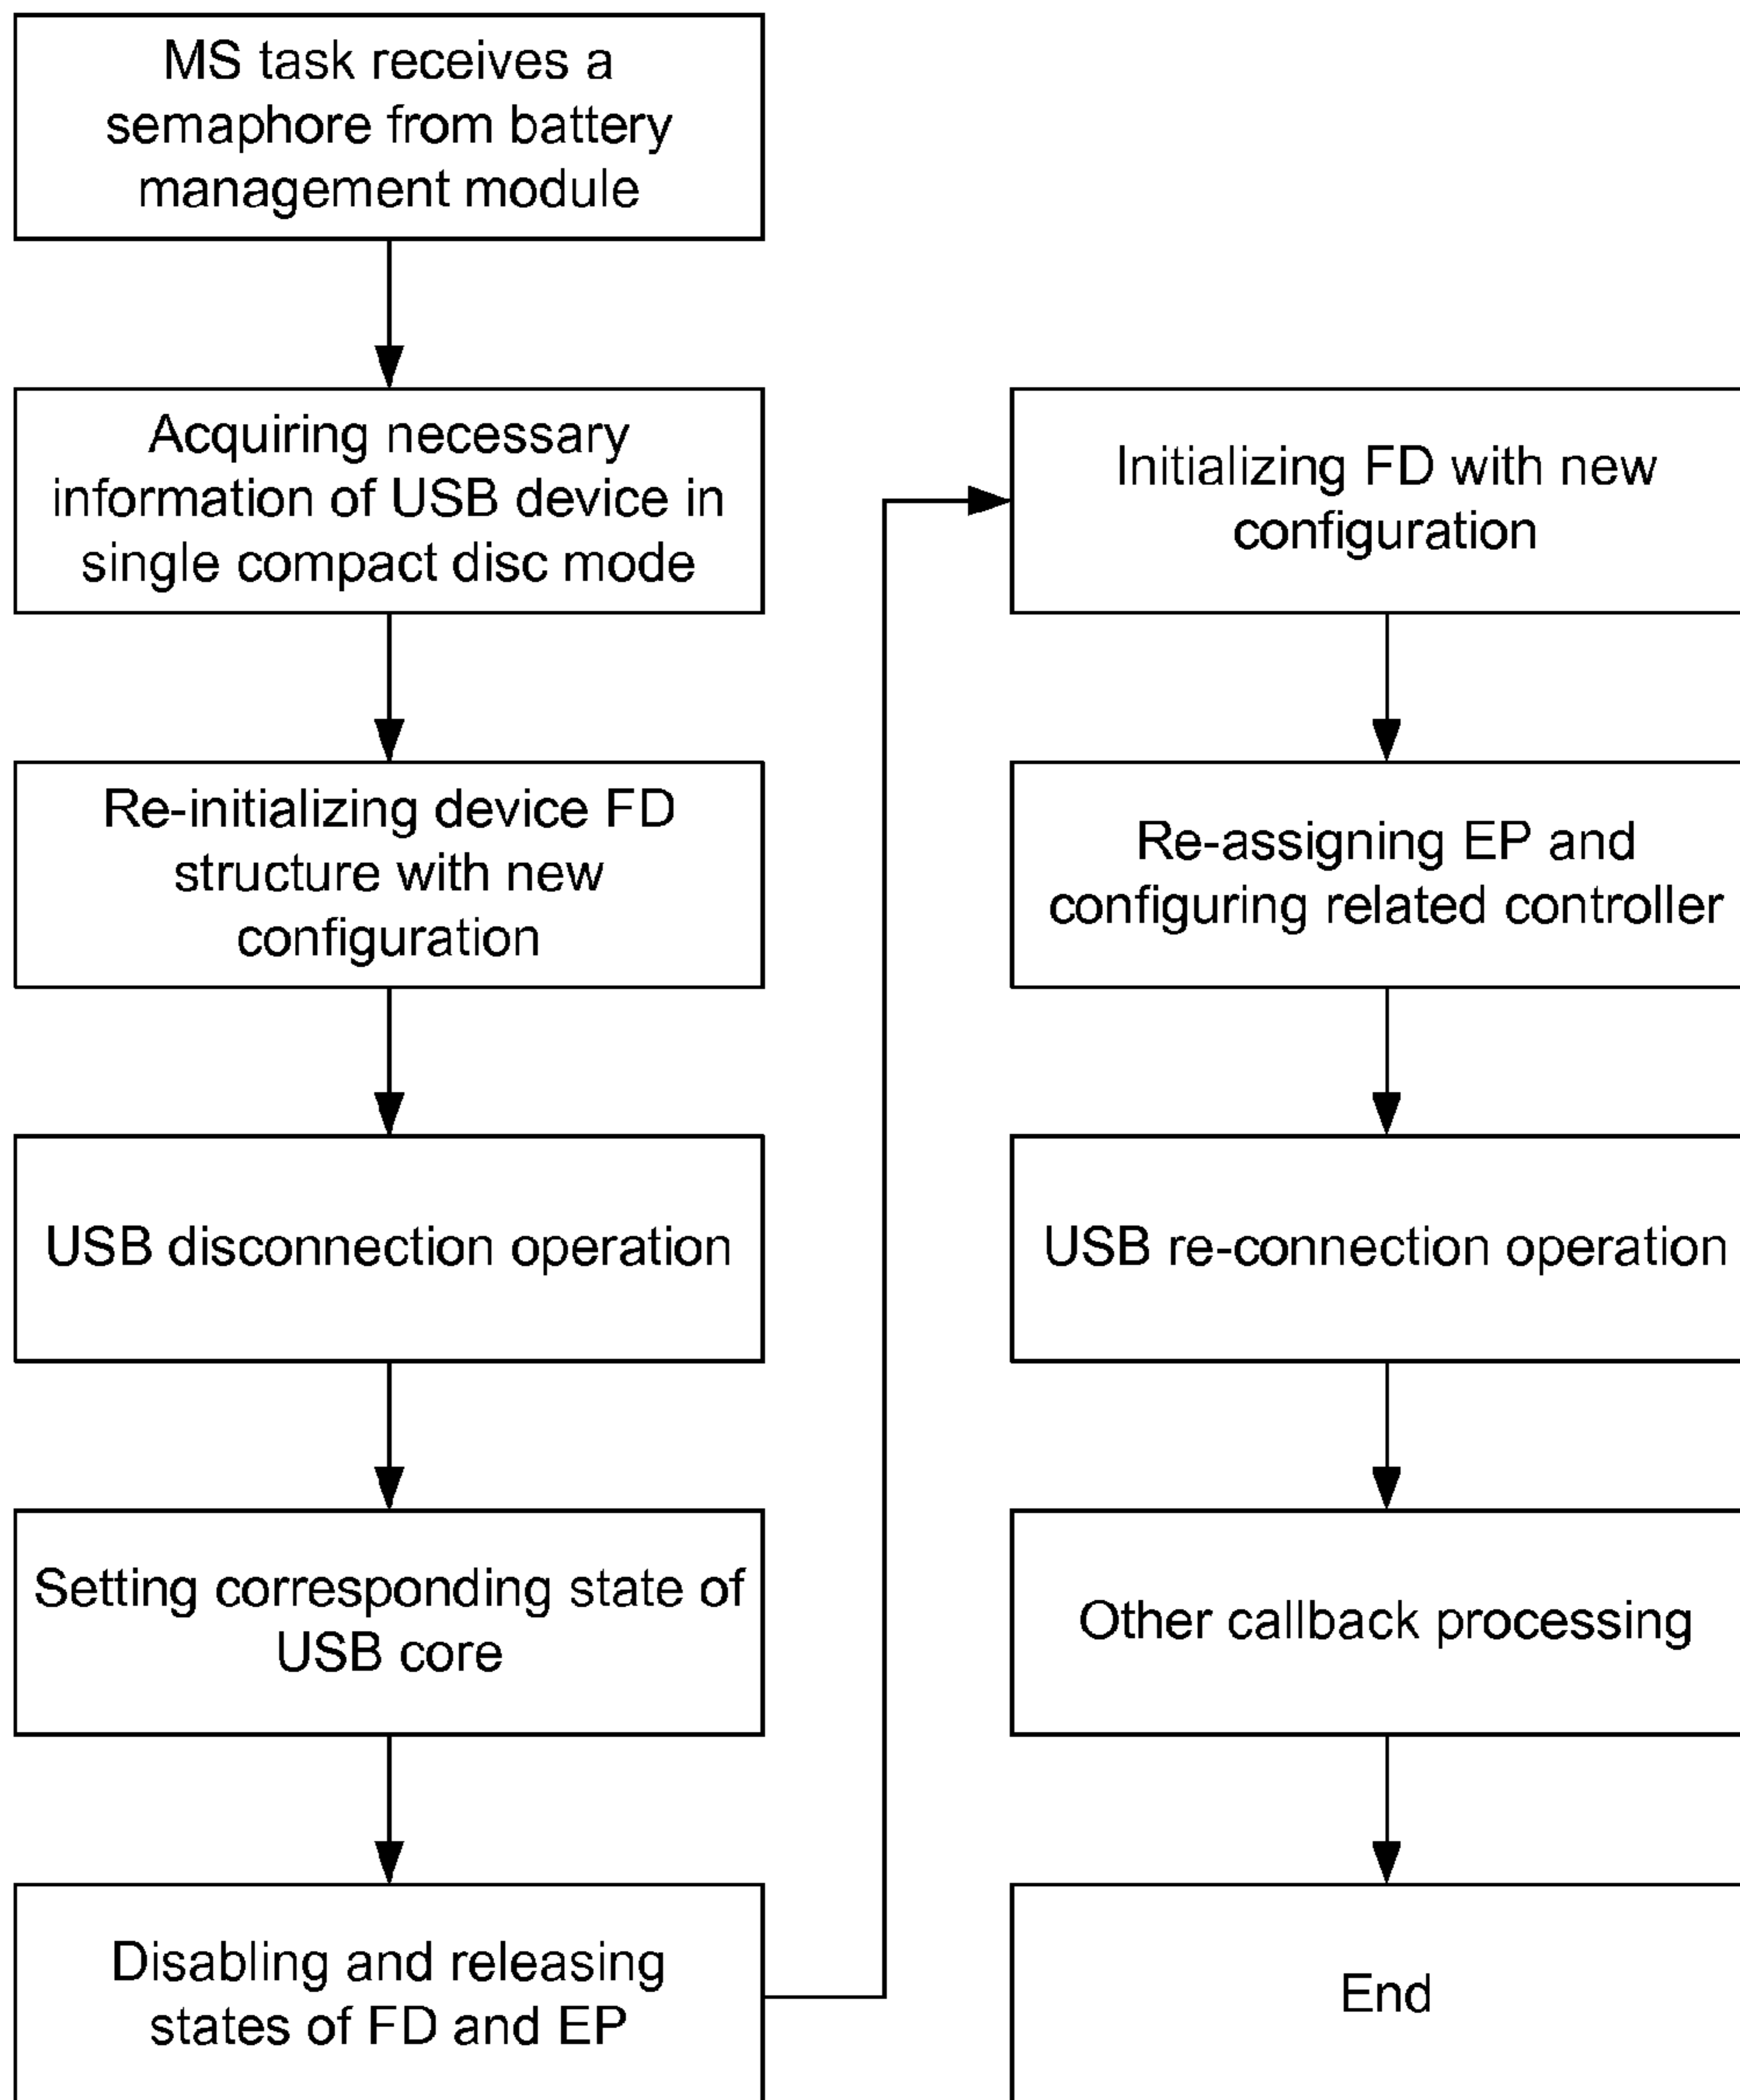 MS task receives a
semaphore from battery
management module
Acquiring necessary
information of USB device in
single compact disc mode
Re-initializing device FD
structure with new
configuration
USB disconnection operation
Setting corresponding state of
USB core
Disabling and releasing
states of FD and EP
Initializing FD with new
configuration
Re-assigning EP and
configuring related controller
USB re-connection operation
Other callback processing
End